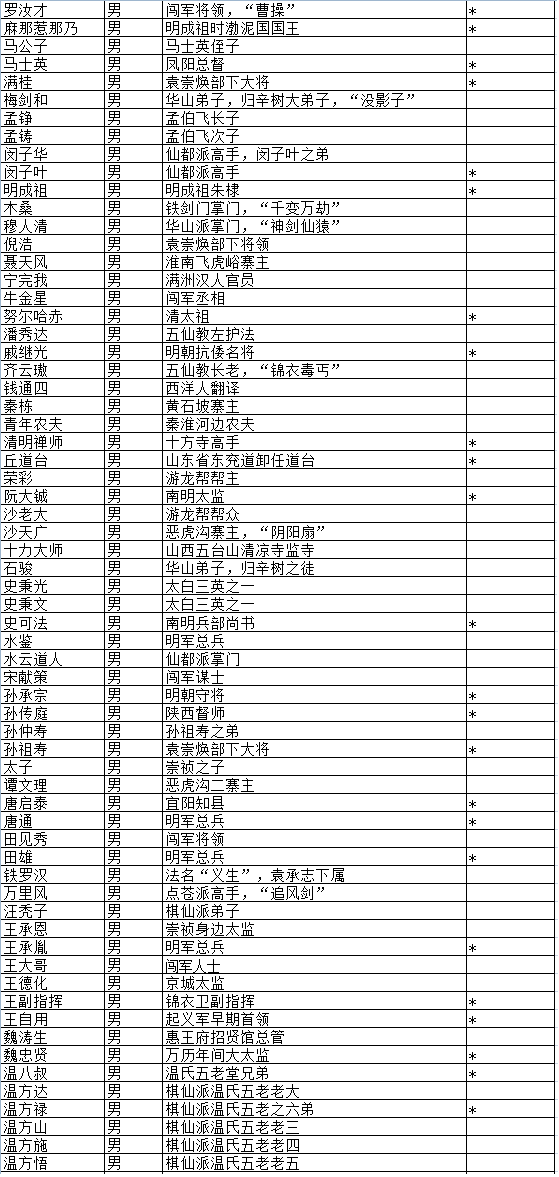 罗汝才 男 闯军将领，“曹操” *
麻那惹那乃 男 明成祖时渤泥国国王 *
马公子 男 马士英侄子
马士英 男 凤阳总督 *
满桂 男 袁崇焕部下大将 *
梅剑和 男 华山弟子，归辛树大弟子，“没影子”
孟铮 男 孟伯飞长子
孟铸 男 孟伯飞次子
闵子华 男 仙都派高手，闵子叶之弟
闵子叶 男 仙都派高手 *
明成祖 男 明成祖朱棣 *
木桑 男 铁剑门掌门，“千变万劫”
穆人清 男 华山派掌门，“神剑仙猿”
倪浩 男 袁崇焕部下将领
聂天风 男 淮南飞虎峪寨主
宁完我 男 满洲汉人官员
牛金星 男 闯军丞相
努尔哈赤 男 清太祖 *
潘秀达 男 五仙教左护法
戚继光 男 明朝抗倭名将 *
齐云璈 男 五仙教长老，“锦衣毒丐”
钱通四 男 西洋人翻译
秦栋 男 黄石坡寨主
青年农夫 男 秦淮河边农夫
清明禅师 男 十方寺高手 *
丘道台 男 山东省东兖道卸任道台 *
荣彩 男 游龙帮帮主
阮大铖 男 南明太监 *
沙老大 男 游龙帮帮众
沙天广 男 恶虎沟寨主，“阴阳扇”
十力大师 男 山西五台山清凉寺监寺
石骏 男 华山弟子，归辛树之徒
史秉光 男 太白三英之一
史秉文 男 太白三英之一
史可法 男 南明兵部尚书 *
水鉴 男 明军总兵
水云道人 男 仙都派掌门
宋献策 男 闯军谋士
孙承宗 男 明朝守将 *
孙传庭 男 陕西督师 *
孙仲寿 男 孙祖寿之弟
孙祖寿 男 袁崇焕部下大将 *
太子 男 崇祯之子
谭文理 男 恶虎沟二寨主
唐启泰 男 宜阳知县 *
唐通 男 明军总兵 *
田见秀 男 闯军将领
田雄 男 明军总兵 *
铁罗汉 男 法名“义生”，袁承志下属
万里风 男 点苍派高手，“追风剑”
汪秃子 男 棋仙派弟子
王承恩 男 崇祯身边太监
王承胤 男 明军总兵 *
王大哥 男 闯军人士
王德化 男 京城太监
王副指挥 男 锦衣卫副指挥 *
王自用 男 起义军早期首领 *
魏涛生 男 惠王府招贤馆总管
魏忠贤 男 万历年间大太监 *
温八叔 男 温氏五老堂兄弟 *
温方达 男 棋仙派温氏五老老大
温方禄 男 棋仙派温氏五老之六弟 *
温方山 男 棋仙派温氏五老老三
温方施 男 棋仙派温氏五老老四
温方悟 男 棋仙派温氏五老老五